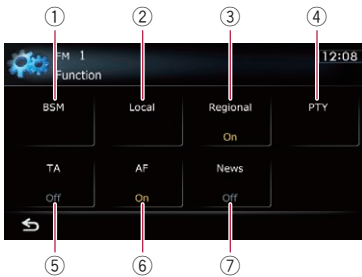 ① ② ③ ④
FM 1 12:08
Function
BSM Local Regional PTY
On
TA AF News
Off On Off
⑤ ⑥ ⑦